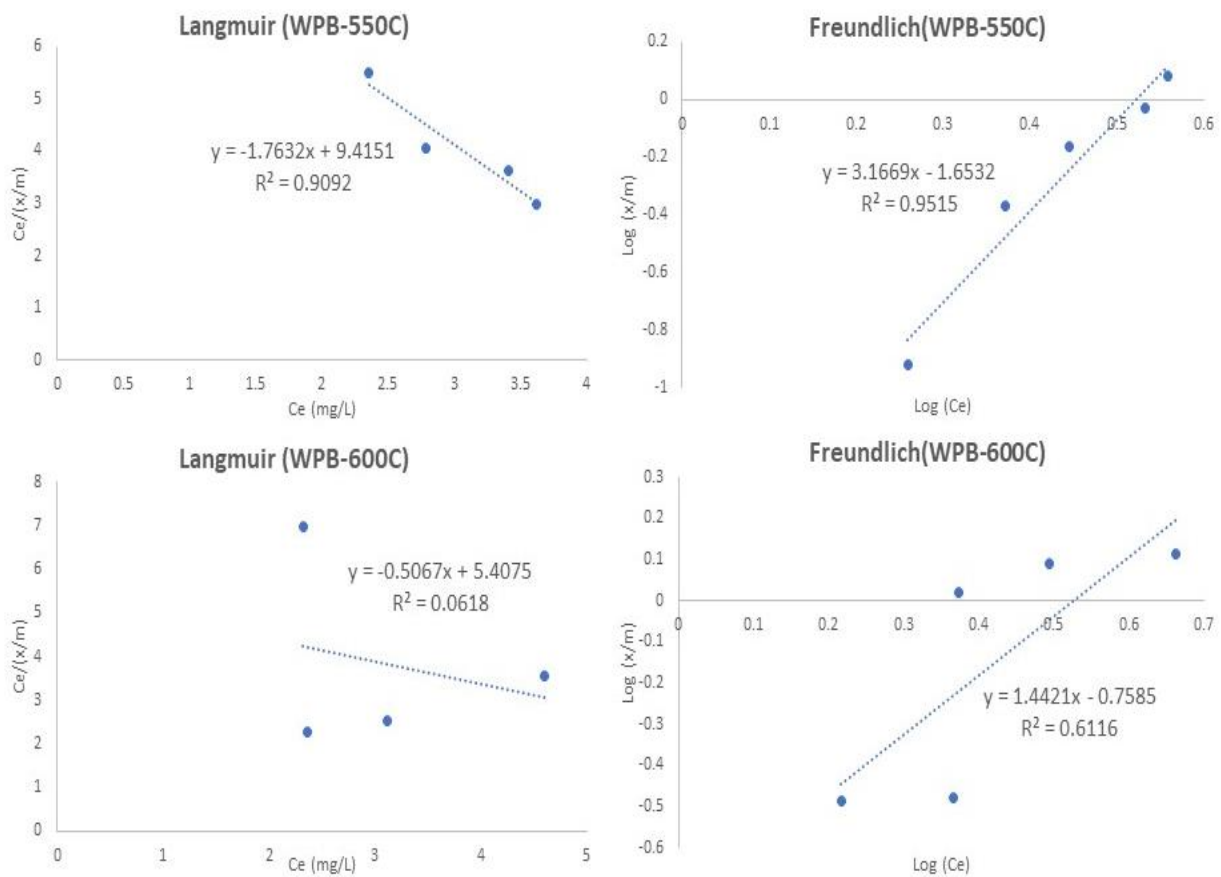 Langmuir (WPB-550C)
6
5
4
3
2
1
0
Ce/(x/m)
y = -1.7632x + 9.4151
R² = 0.9092
0 0.5 1 1.5 2 2.5 3 3.5 4
Ce (mg/L)
Freundlich(WPB-550C)
0.2
0
-0.2
-0.4
-0.6
-0.8
-1
Log (x/m)
0 0.1 0.2 0.3 0.4 0.5 0.6
y = 3.1669x - 1.6532
R² = 0.9515
Log (Ce)
Langmuir (WPB-600C)
8
7
6
5
4
3
2
1
0
Ce/(x/m)
y = -0.5067x + 5.4075
R² = 0.0618
0 1 2 3 4 5
Ce (mg/L)
Freundlich(WPB-600C)
0.3
0.2
0.1
0
-0.1
-0.2
-0.3
-0.4
-0.5
-0.6
Log (x/m)
0 0.1 0.2 0.3 0.4 0.5 0.6 0.7
y = 1.4421x - 0.7585
R² = 0.6116
Log (Ce)